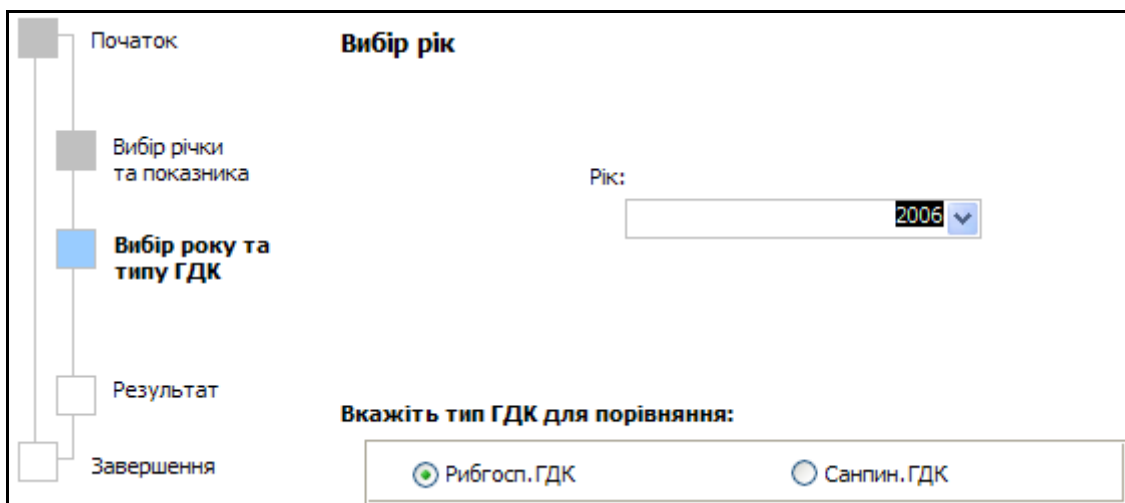 Початок
Вибір річки
та показника
Вибір року та
типу ГДК
Результат
Завершення
Вибір рік
Рік:
2006
Вкажіть тип ГДК для порівняння:
Рибгосп.ГДК
Санпин.ГДК